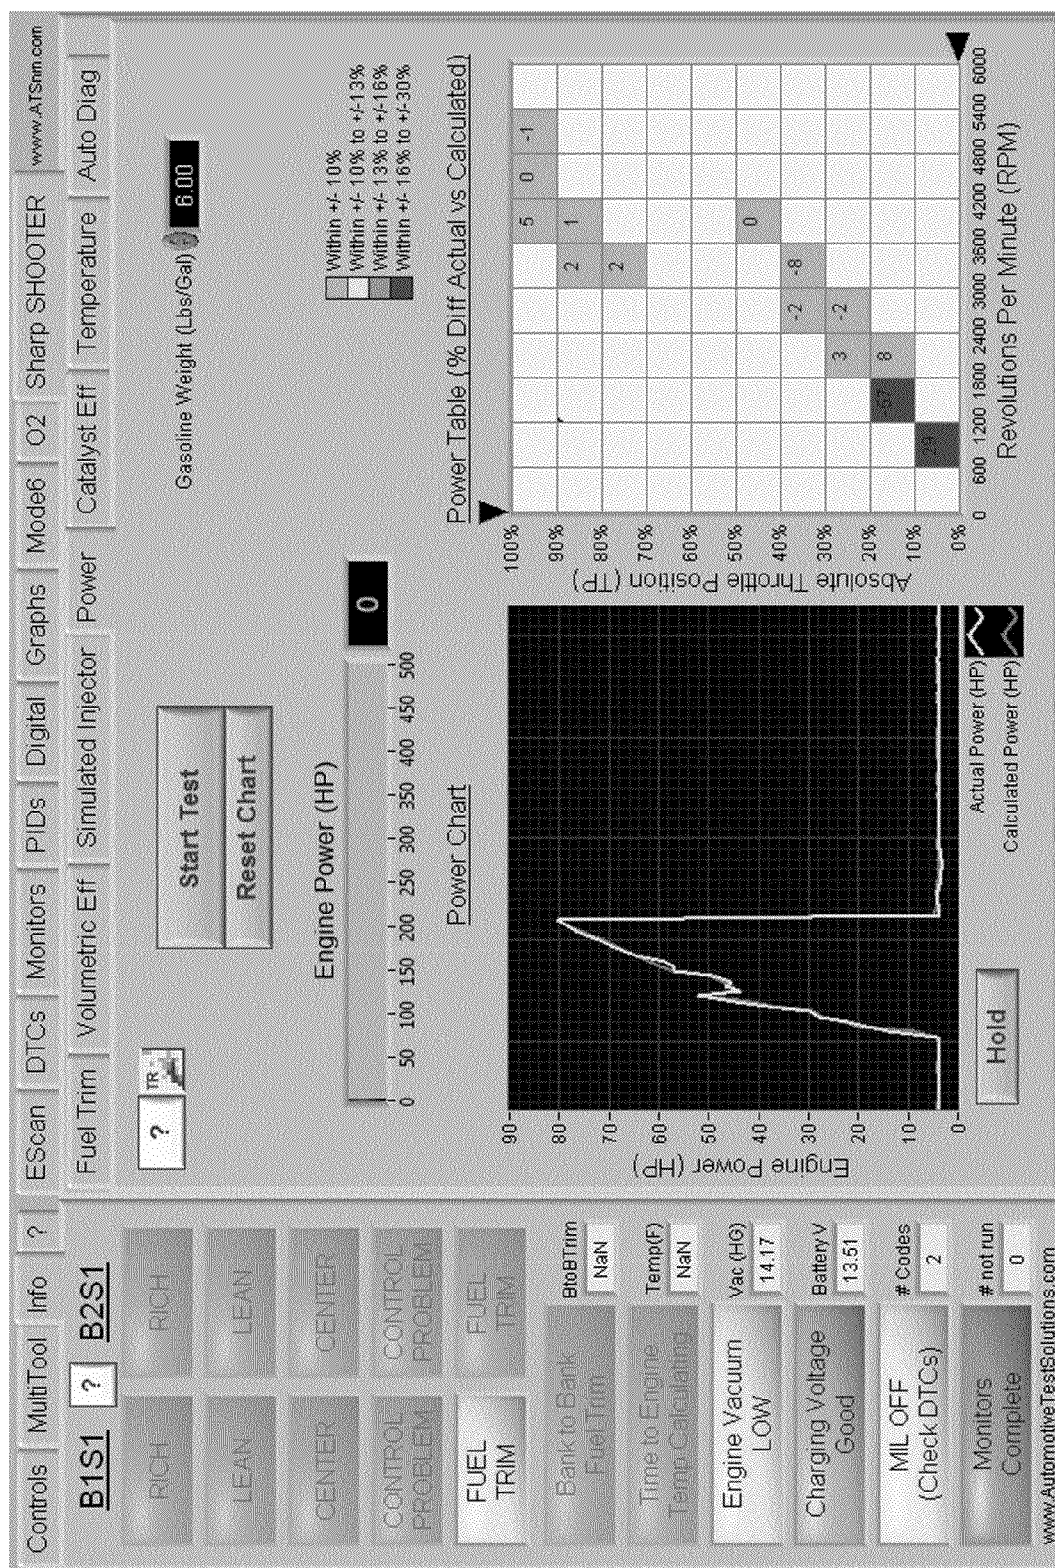 Controls MultiTool Info ? EScan DTCs Monitors PIDs Digital Graphs Mode6 O2 Sharp SHOOTER www.ATSnm.com
Fuel Trim Volumetric Eff Simulated Injector Power Catalyst Eff Temperature Auto Diag
B1S1 ? B2S1
RICH RICH
LEAN LEAN
CENTER CENTER
CONTROL PROBLEM CONTROL PROBLEM
FUEL TRIM FUEL TRIM
Bank to Bank
Fuel Trim
BtoBTrim
NaN
Time to Engine
Temp Calculating
Temp(F)
NaN
Engine Vacuum
LOW
Vac (HG)
14.17
Charging Voltage
Good
Battery V
13.51
MIL OFF
(Check DTCs)
# Codes
2
Monitors
Complete
# not run
0
www.AutomotiveTestSolutions.com
? TR
Start Test
Reset Chart
Gasoline Weight (Lbs/Gal) 6.00
Engine Power (HP)
0
0 50 100 150 200 250 300 350 400 450 500
Within +/- 10%
Within +/- 10% to +/-13%
Within +/- 13% to +/-16%
Within +/- 16% to +/-30%
Power Chart
Engine Power (HP)
90
80
70
60
50
40
30
20
10
0
Hold
Actual Power (HP)
Calculated Power (HP)
Power Table (% Diff Actual vs Calculated)
Absolute Throttle Position (TP)
100%
90%
80%
70%
60%
50%
40%
30%
20%
10%
0%
5 0 -1
2 1
2
0
-2 -8
3 -2
8
29
0 600 1200 1800 2400 3000 3600 4200 4800 5400 6000
Revolutions Per Minute (RPM)